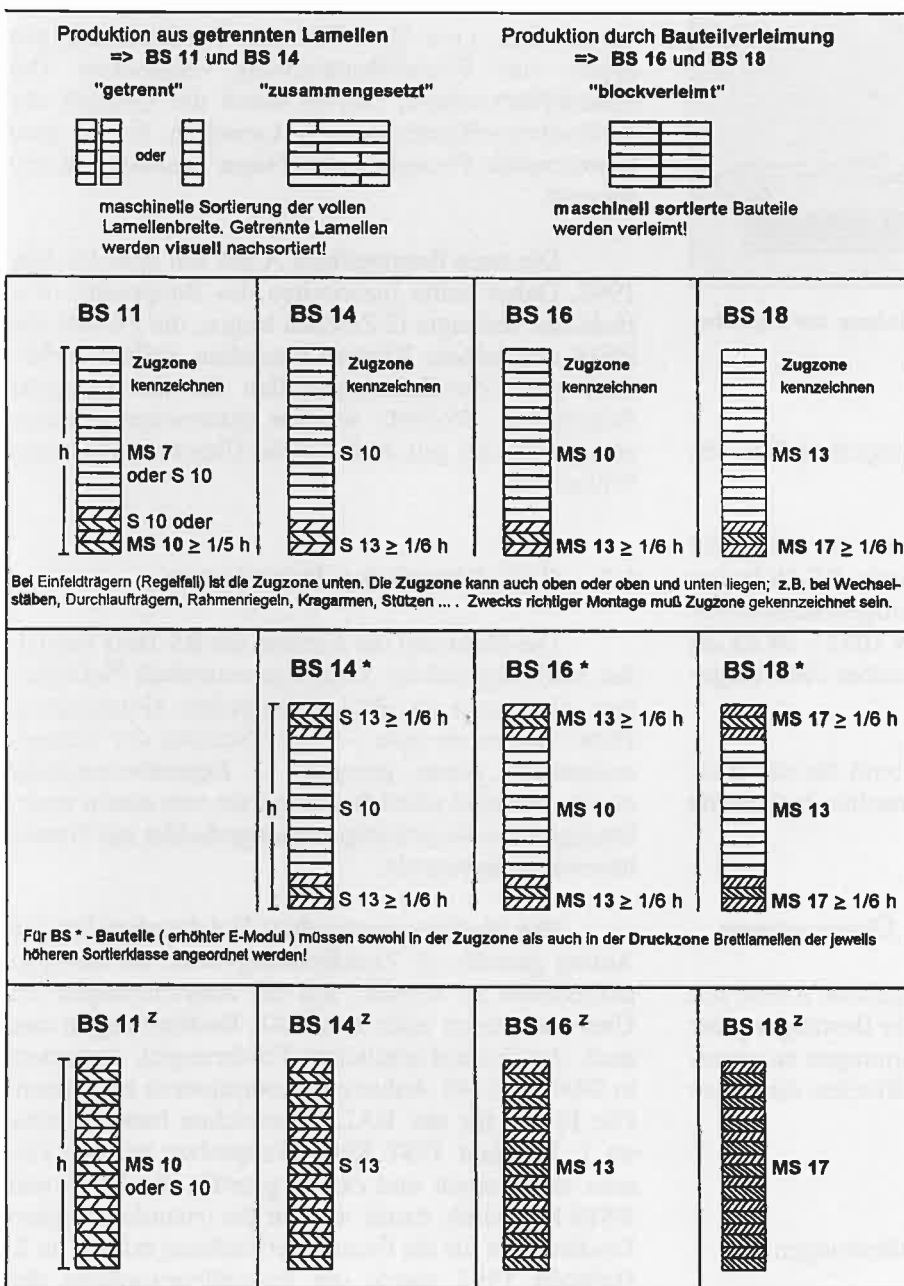 Produktion aus getrennten Lamellen
=> BS 11 und BS 14
"getrennt" "zusammengesetzt"
oder
maschinelle Sortierung der vollen
Lamellenbreite. Getrennte Lamellen
werden visuell nachsortiert!
Produktion durch Bauteilverleimung
=> BS 16 und BS 18
"blockverleimt"
maschinell sortierte Bauteile
werden verleimt!
BS 11
Zugzone
kennzeichnen
h
MS 7
oder S 10
S 10 oder
MS 10 ≥ 1/5 h
BS 14
Zugzone
kennzeichnen
S 10
S 13 ≥ 1/6 h
BS 16
Zugzone
kennzeichnen
MS 10
MS 13 ≥ 1/6 h
BS 18
Zugzone
kennzeichnen
MS 13
MS 17 ≥ 1/6 h
Bei Einfeldträgern (Regelfall) ist die Zugzone unten. Die Zugzone kann auch oben oder oben und unten liegen; z.B. bei Wechsel-
stäben, Durchlaufträgern, Rahmenriegeln, Kragarmen, Stützen ... . Zwecks richtiger Montage muß Zugzone gekennzeichnet sein.
BS 14 *
S 13 ≥ 1/6 h
h
S 10
S 13 ≥ 1/6 h
BS 16 *
MS 13 ≥ 1/6 h
MS 10
MS 13 ≥ 1/6 h
BS 18 *
MS 17 ≥ 1/6 h
MS 13
MS 17 ≥ 1/6 h
Für BS * - Bauteile ( erhöhter E-Modul ) müssen sowohl in der Zugzone als auch in der Druckzone Brettlamellen der jeweils
höheren Sortierklasse angeordnet werden!
BS 11 Z
h
MS 10
oder S 10
BS 14 Z
S 13
BS 16 Z
MS 13
BS 18 Z
MS 17